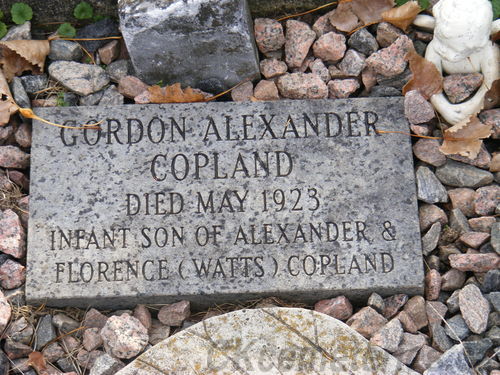 GORDON ALEXANDER
COPLAND
DIED MAY 1923
INFANT SON OF ALEXANDER &
FLORENCE (WATTS) COPLAND